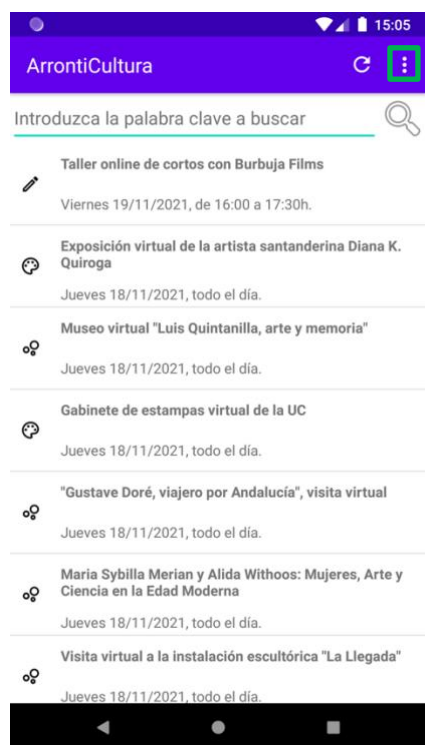 15:05
ArrontiCultura
Introduzca la palabra clave a buscar
Taller online de cortos con Burbuja Films
Viernes 19/11/2021, de 16:00 a 17:30h.
Exposición virtual de la artista santanderina Diana K.
Quiroga
Jueves 18/11/2021, todo el día.
Museo virtual "Luis Quintanilla, arte y memoria"
Jueves 18/11/2021, todo el día.
Gabinete de estampas virtual de la UC
Jueves 18/11/2021, todo el día.
"Gustave Doré, viajero por Andalucía", visita virtual
Jueves 18/11/2021, todo el día.
Maria Sybilla Merian y Alida Withoos: Mujeres, Arte y
Ciencia en la Edad Moderna
Jueves 18/11/2021, todo el día.
Visita virtual a la instalación escultórica "La Llegada"
Jueves 18/11/2021, todo el día.